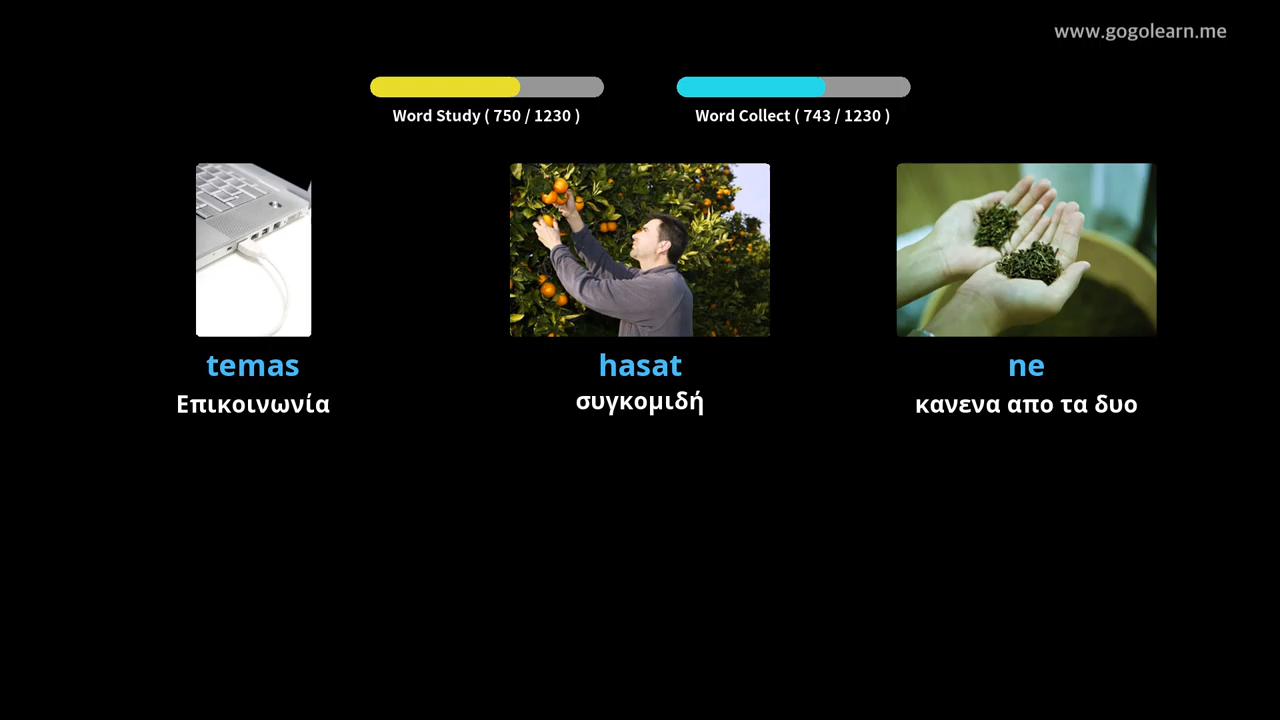 www.gogolearn.me
Word Study ( 750 / 1230 )
Word Collect ( 743 / 1230 )
temas
Επικοινωνία
hasat
συγκομιδή
ne
κανενα απο τα δυο